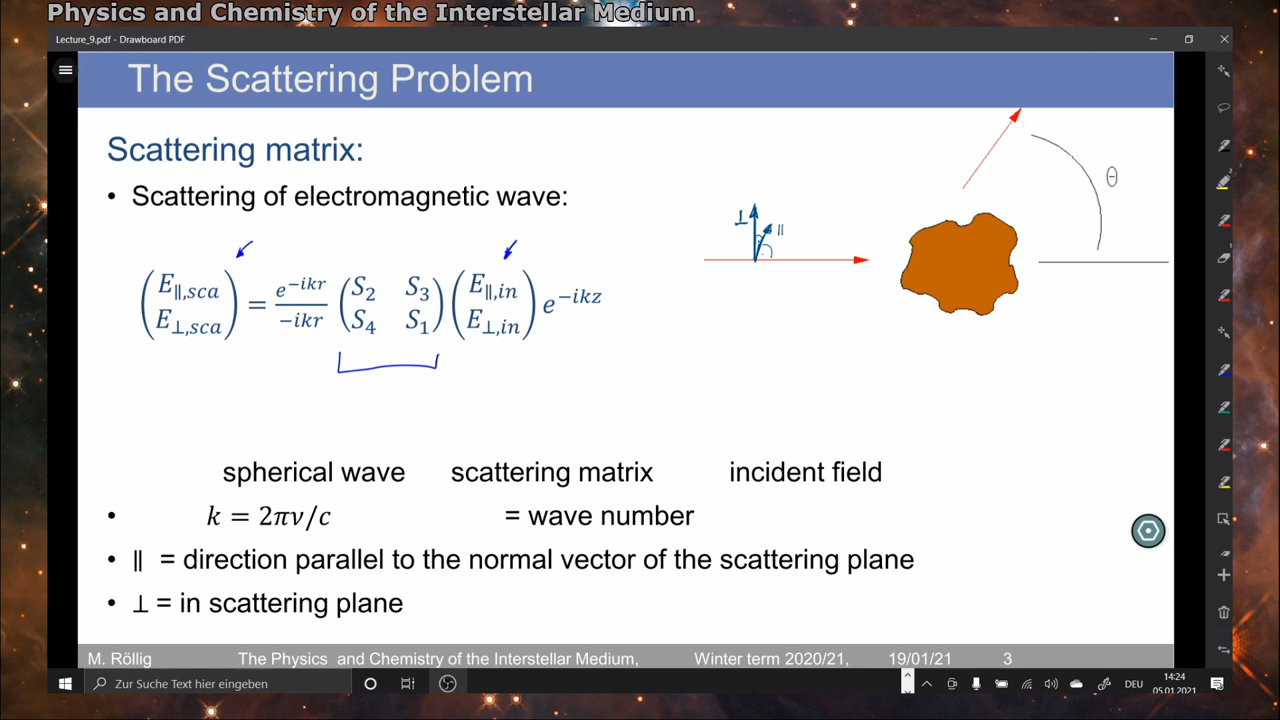 Physics and Chemistry of the Interstellar Medium
Lecture_9.pdf - Drawboard PDF
The Scattering Problem
Scattering matrix:
• Scattering of electromagnetic wave:
θ
⊥
||
(E∥,sca E⊥,sca) = e^−ikr / −ikr (S₂ S₃ S₄ S₁) (E∥,in E⊥,in) e^−ikz
spherical wave scattering matrix incident field
• k = 2πν/c = wave number
• ∥ = direction parallel to the normal vector of the scattering plane
• ⊥ = in scattering plane
M. Röllig The Physics and Chemistry of the Interstellar Medium, Winter term 2020/21, 19/01/21 3
Zur Suche Text hier eingeben
DEU
14:24
05.01.2021